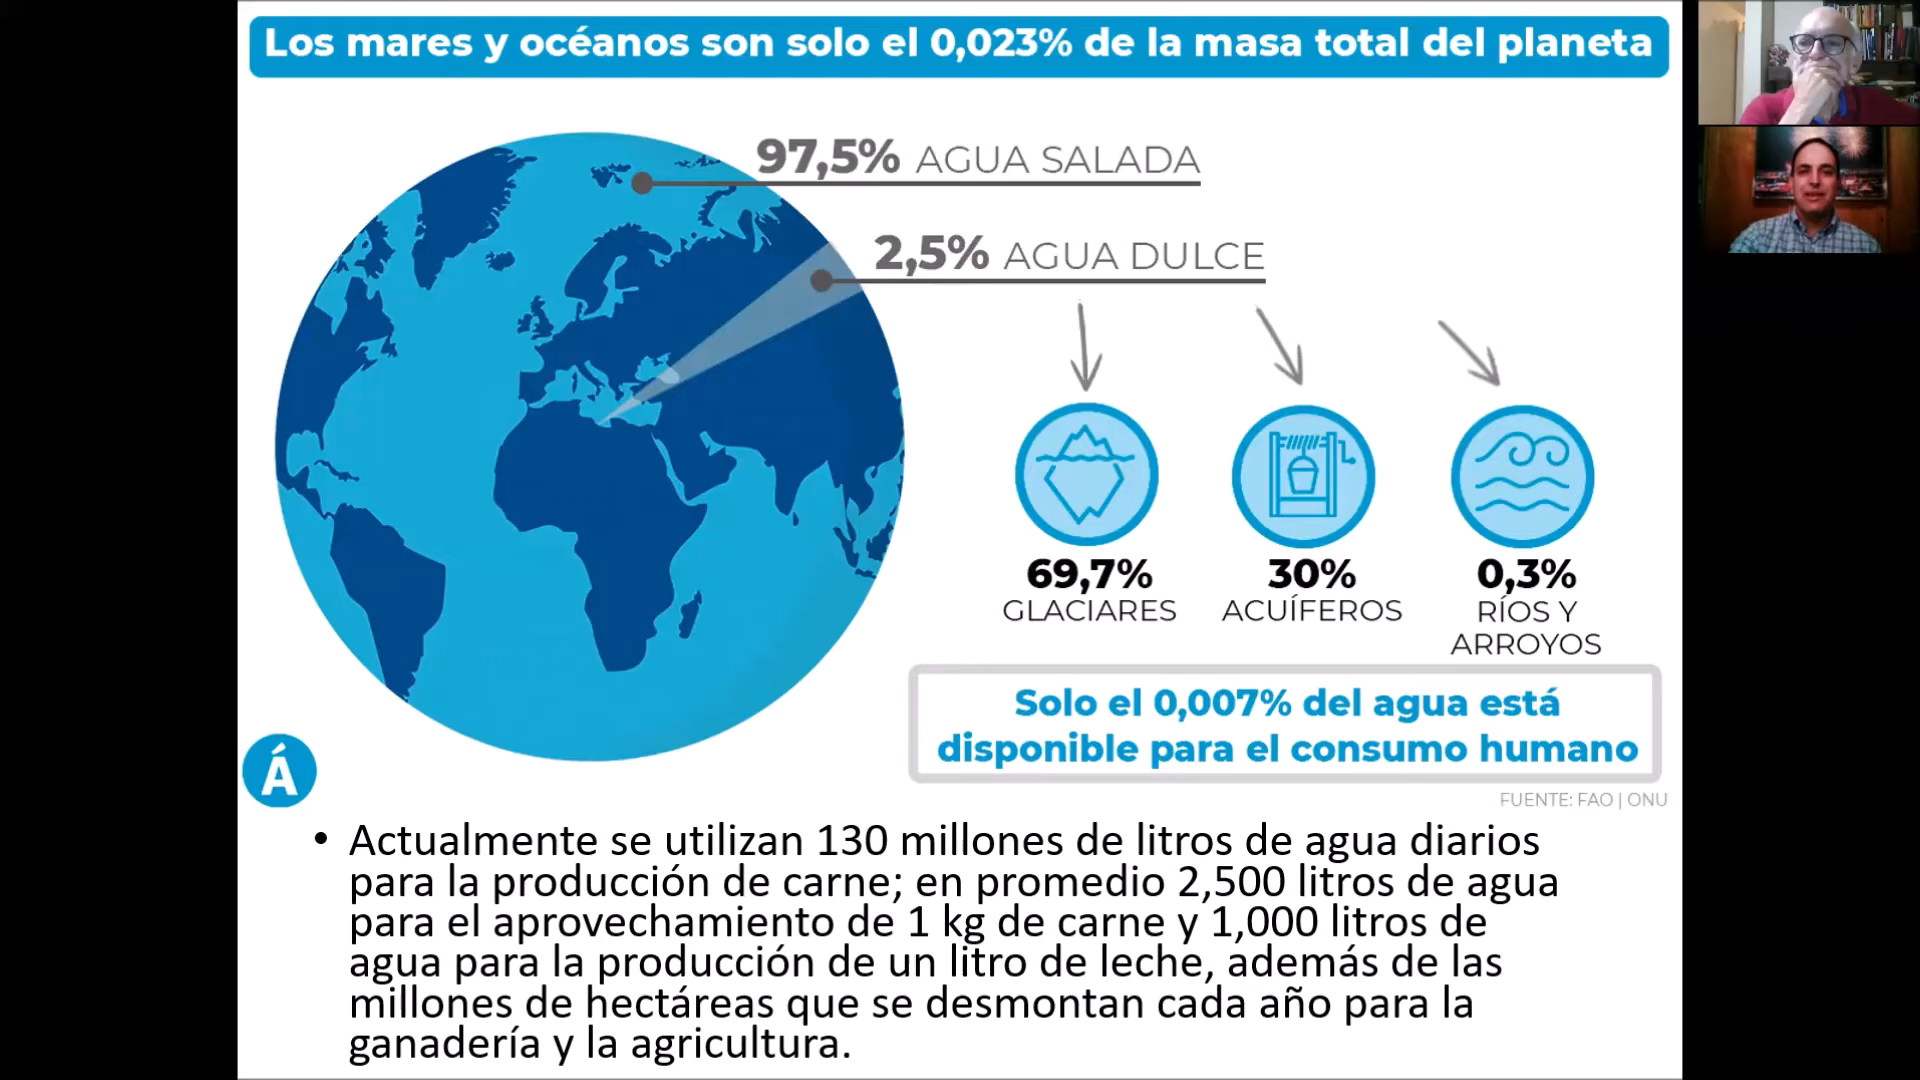 Los mares y océanos son solo el 0,023% de la masa total del planeta
97,5% AGUA SALADA
2,5% AGUA DULCE
69,7%
GLACIARES
30%
ACUÍFEROS
0,3%
RÍOS Y
ARROYOS
Solo el 0,007% del agua está
disponible para el consumo humano
Á
FUENTE: FAO | ONU
• Actualmente se utilizan 130 millones de litros de agua diarios
para la producción de carne; en promedio 2,500 litros de agua
para el aprovechamiento de 1 kg de carne y 1,000 litros de
agua para la producción de un litro de leche, además de las
millones de hectáreas que se desmontan cada año para la
ganadería y la agricultura.